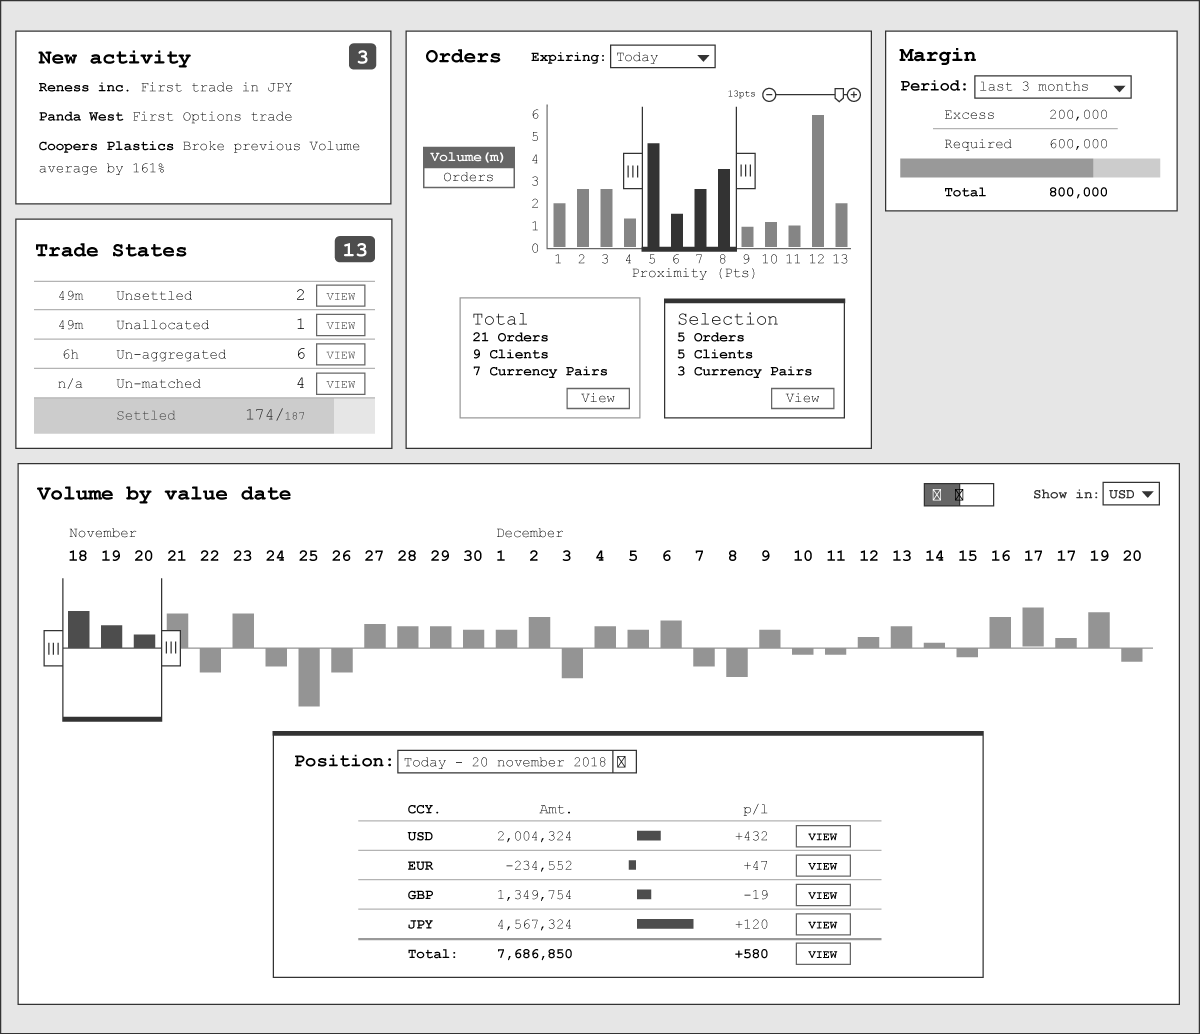 New activity 3
Reness inc. First trade in JPY
Panda West First Options trade
Coopers Plastics Broke previous Volume
average by 161%
Trade States 13
49m Unsettled 2 VIEW
49m Unallocated 1 VIEW
6h Un-aggregated 6 VIEW
n/a Un-matched 4 VIEW
Settled 174/187
Orders Expiring: Today
13pts
Volume(m)
Orders
6
5
4
3
2
1
0
1 2 3 4 5 6 7 8 9 10 11 12 13
Proximity (Pts)
Total
21 Orders
9 Clients
7 Currency Pairs
View
Selection
5 Orders
5 Clients
3 Currency Pairs
View
Margin
Period: last 3 months
Excess 200,000
Required 600,000
Total 800,000
Volume by value date
Show in: USD
November December
18 19 20 21 22 23 24 25 26 27 28 29 30 1 2 3 4 5 6 7 8 9 10 11 12 13 14 15 16 17 17 19 20
Position: Today - 20 november 2018
CCY. Amt. p/l
USD 2,004,324 +432 VIEW
EUR -234,552 +47 VIEW
GBP 1,349,754 -19 VIEW
JPY 4,567,324 +120 VIEW
Total: 7,686,850 +580 VIEW